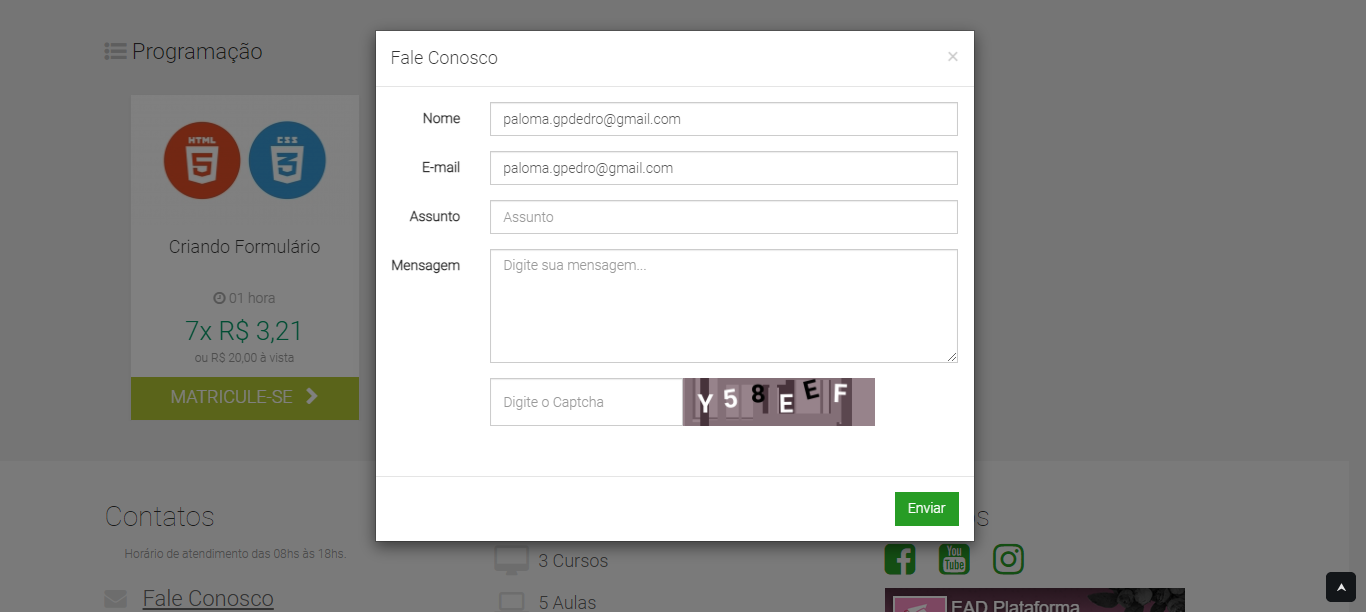 Programação
HTML
5
CSS
3
Criando Formulário
01 hora
7x R$ 3,21
ou R$ 20,00 à vista
MATRICULE-SE
Fale Conosco
×
Nome
paloma.gpdedro@gmail.com
E-mail
paloma.gpedro@gmail.com
Assunto
Assunto
Mensagem
Digite sua mensagem...
Digite o Captcha
Y58EEF
Enviar
Contatos
Horário de atendimento das 08hs às 18hs.
Fale Conosco
3 Cursos
5 Aulas
s
You
Tube
EAD Plataforma